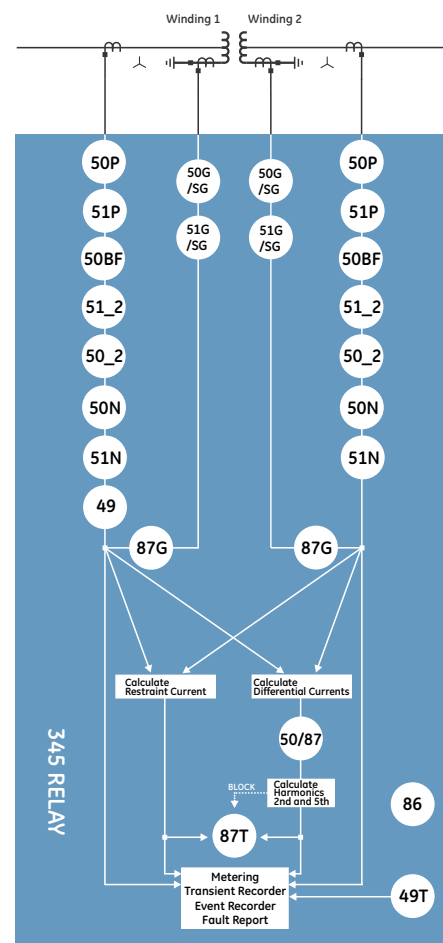 Winding 1
Winding 2
50P
51P
50BF
51_2
50_2
50N
51N
49
50G
/SG
51G
/SG
50G
/SG
51G
/SG
50P
51P
50BF
51_2
50_2
50N
51N
87G
87G
Calculate
Restraint Current
Calculate
Differential Currents
50/87
Calculate
Harmonics
2nd and 5th
BLOCK
87T
86
49T
Metering
Transient Recorder
Event Recorder
Fault Report
345 RELAY